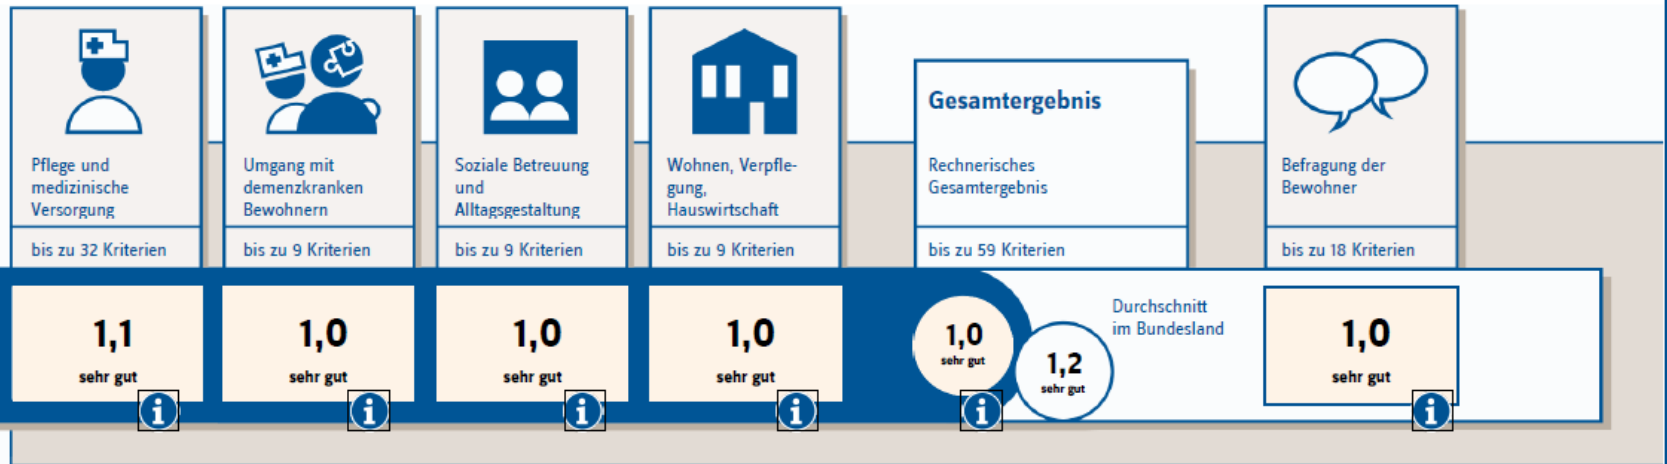 Pflege und
medizinische
Versorgung
bis zu 32 Kriterien
1,1
sehr gut
Umgang mit
demenzkranken
Bewohnern
bis zu 9 Kriterien
1,0
sehr gut
Soziale Betreuung
und
Alltagsgestaltung
bis zu 9 Kriterien
1,0
sehr gut
Wohnen, Verpfle-
gung,
Hauswirtschaft
bis zu 9 Kriterien
1,0
sehr gut
Gesamtergebnis
Rechnerisches
Gesamtergebnis
bis zu 59 Kriterien
1,0
sehr gut
1,2
sehr gut
Durchschnitt
im Bundesland
Befragung der
Bewohner
bis zu 18 Kriterien
1,0
sehr gut